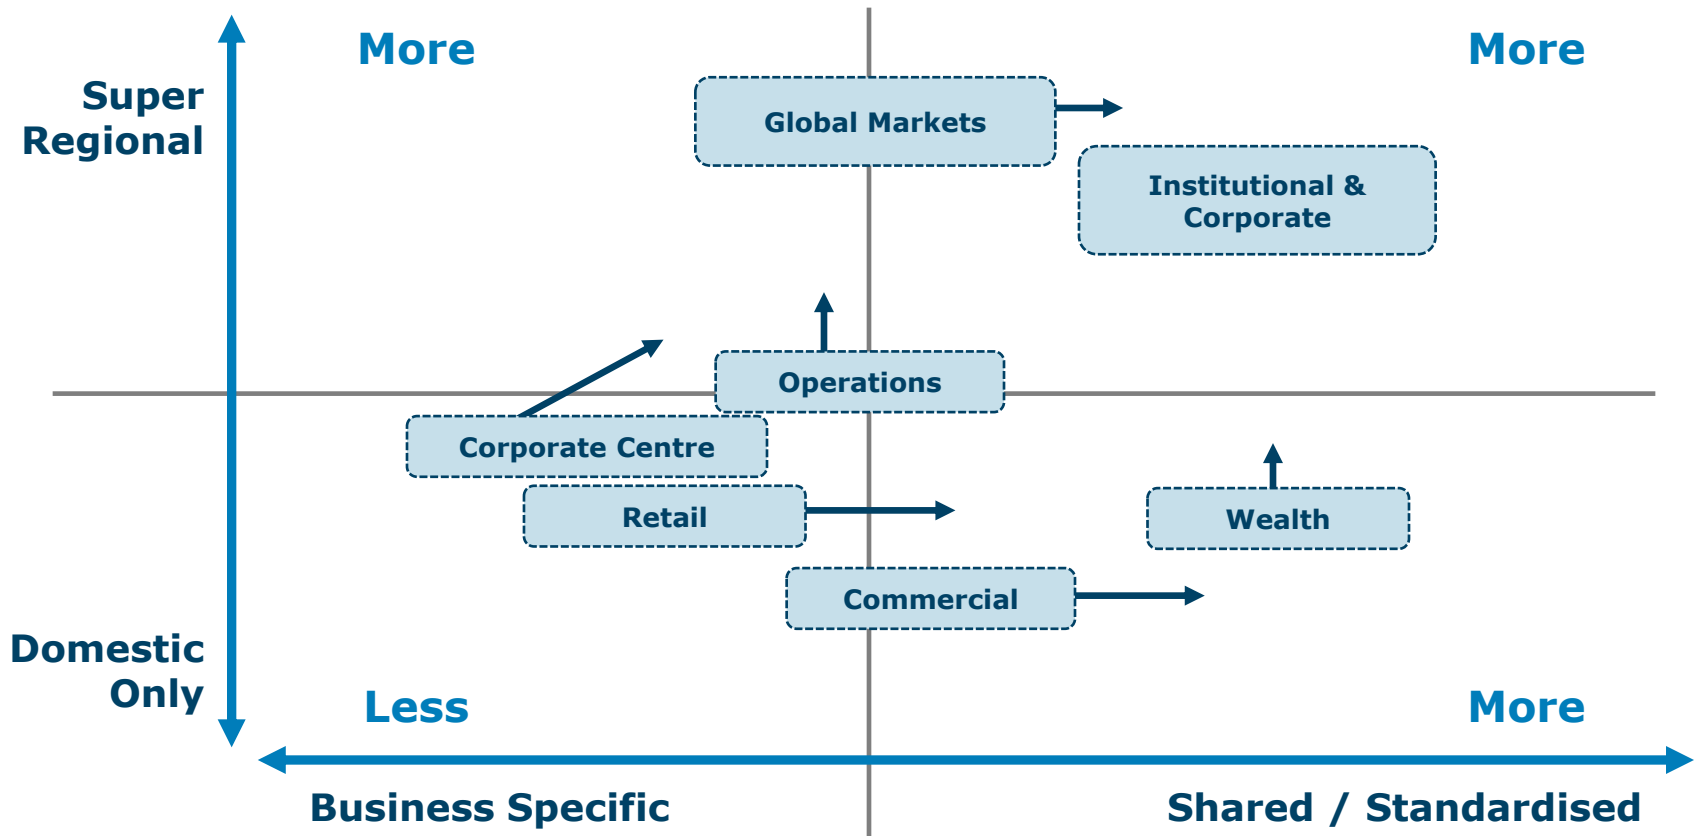 More
More
Super
Regional
Global Markets
Institutional &
Corporate
Operations
Corporate Centre
Retail
Wealth
Commercial
Domestic
Only
Less
More
Business Specific
Shared / Standardised